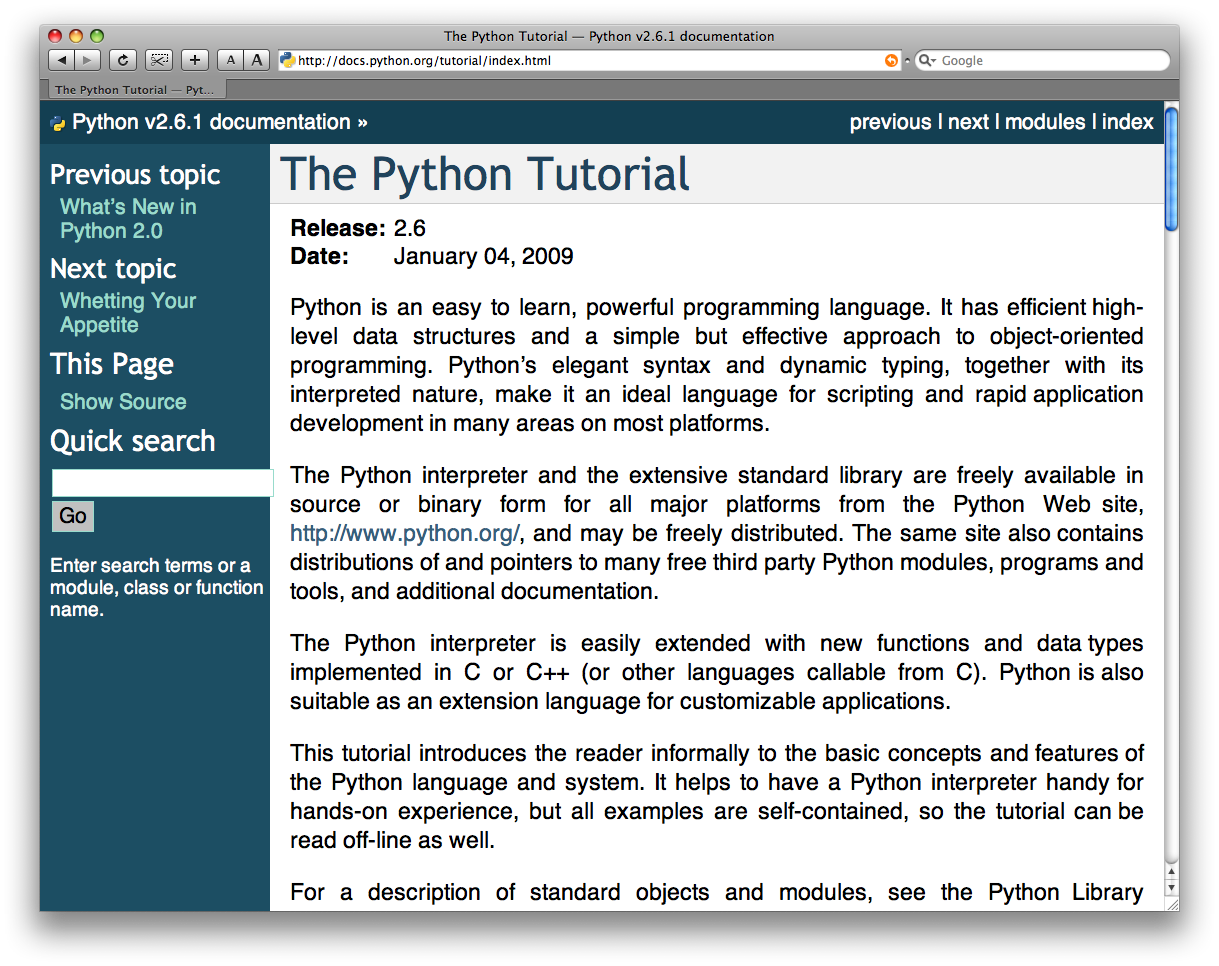 The Python Tutorial — Python v2.6.1 documentation
A A
http://docs.python.org/tutorial/index.html
Google
The Python Tutorial — Pyt...
Python v2.6.1 documentation »
previous | next | modules | index
Previous topic
What's New in
Python 2.0
Next topic
Whetting Your
Appetite
This Page
Show Source
Quick search
Go
Enter search terms or a
module, class or function
name.
The Python Tutorial
Release: 2.6
Date: January 04, 2009
Python is an easy to learn, powerful programming language. It has efficient high-
level data structures and a simple but effective approach to object-oriented
programming. Python's elegant syntax and dynamic typing, together with its
interpreted nature, make it an ideal language for scripting and rapid application
development in many areas on most platforms.
The Python interpreter and the extensive standard library are freely available in
source or binary form for all major platforms from the Python Web site,
http://www.python.org/, and may be freely distributed. The same site also contains
distributions of and pointers to many free third party Python modules, programs and
tools, and additional documentation.
The Python interpreter is easily extended with new functions and data types
implemented in C or C++ (or other languages callable from C). Python is also
suitable as an extension language for customizable applications.
This tutorial introduces the reader informally to the basic concepts and features of
the Python language and system. It helps to have a Python interpreter handy for
hands-on experience, but all examples are self-contained, so the tutorial can be
read off-line as well.
For a description of standard objects and modules, see the Python Library